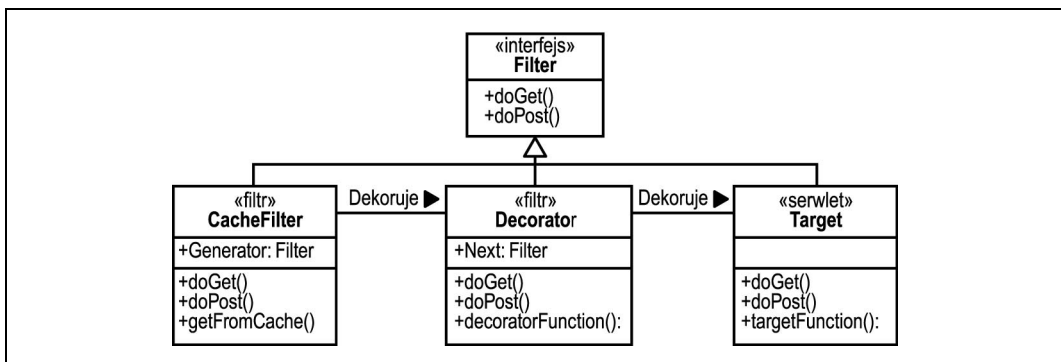 «interfejs»
Filter
+doGet()
+doPost()
Dekoruje ▶
Dekoruje ▶
«filtr»
CacheFilter
+Generator: Filter
+doGet()
+doPost()
+getFromCache()
«filtr»
Decorator
+Next: Filter
+doGet()
+doPost()
+decoratorFunction():
«serwlet»
Target
+doGet()
+doPost()
+targetFunction():